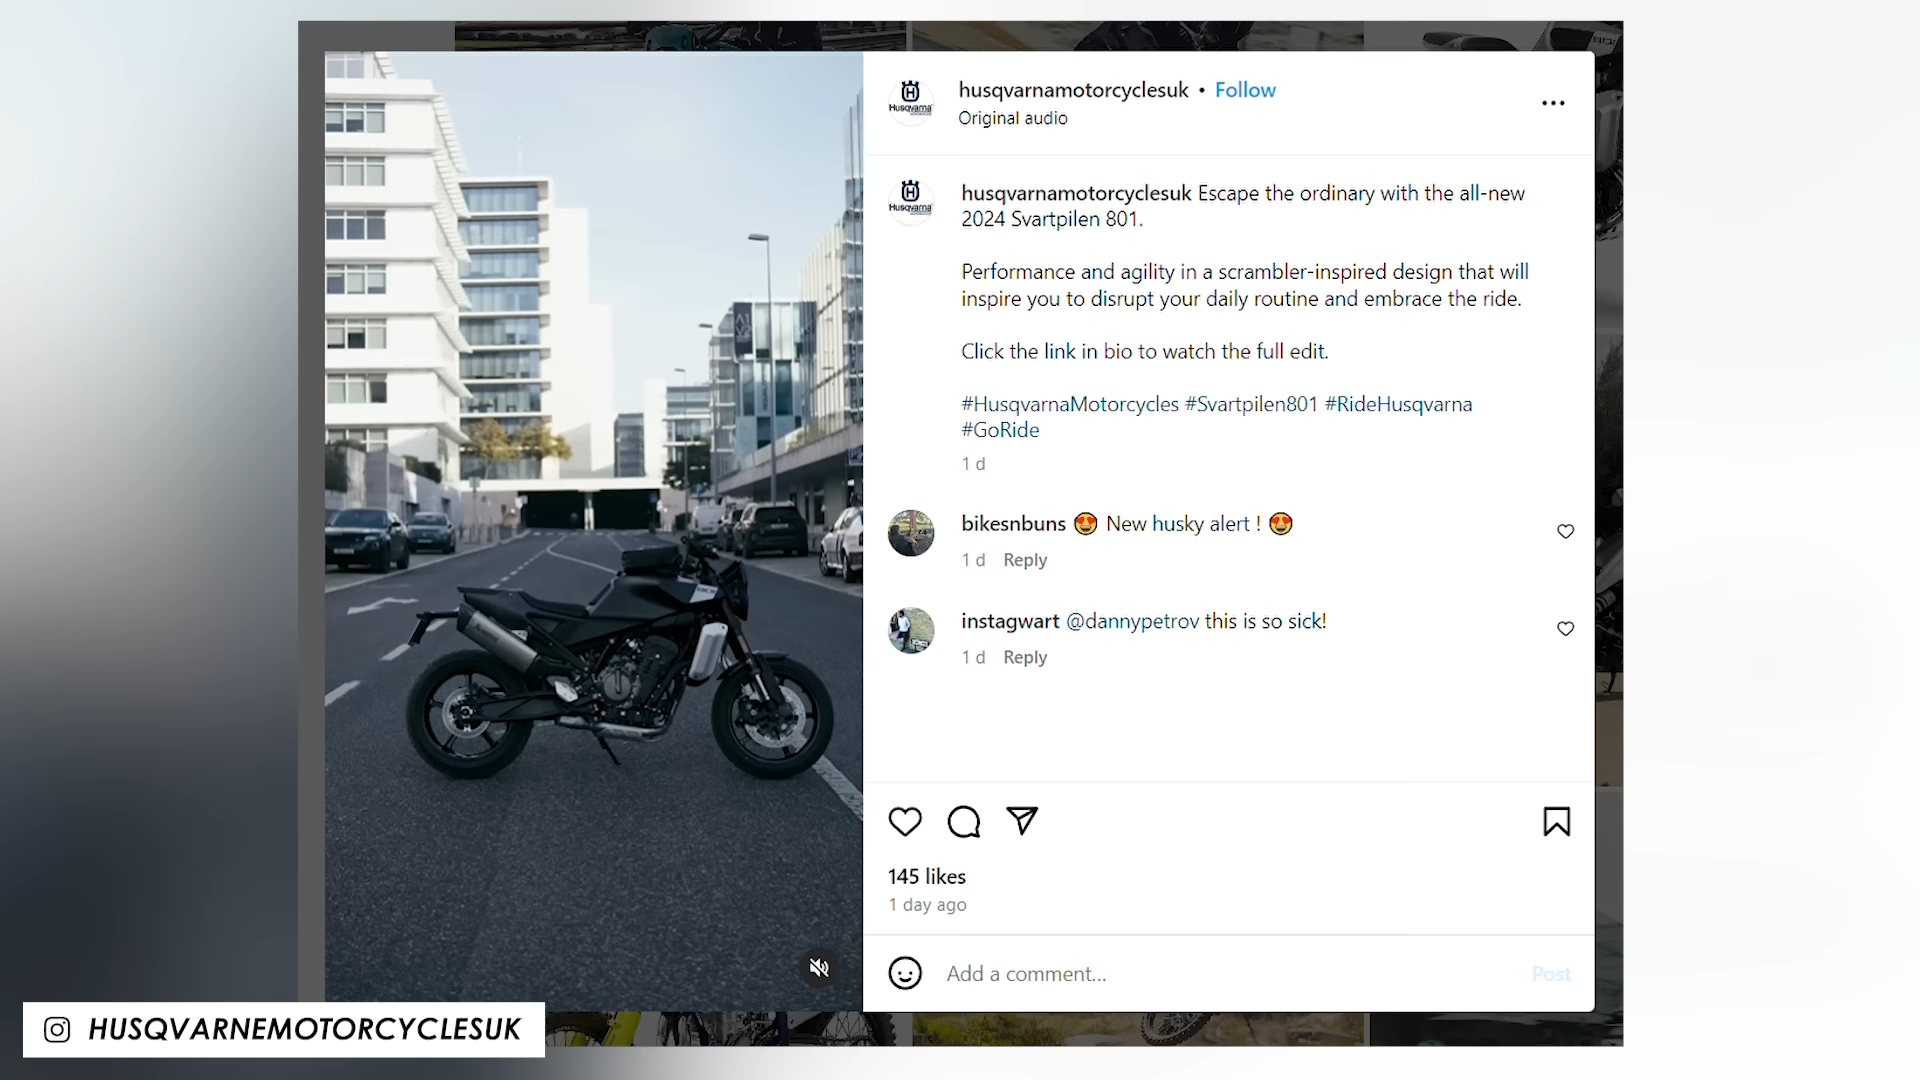 husqvarnamotorcyclesuk • Follow
Original audio
Husqvarna
husqvarnamotorcyclesuk Escape the ordinary with the all-new
2024 Svartpilen 801.
Husqvarna
Performance and agility in a scrambler-inspired design that will
inspire you to disrupt your daily routine and embrace the ride.
Click the link in bio to watch the full edit.
#HusqvarnaMotorcycles #Svartpilen801 #RideHusqvarna
#GoRide
1 d
bikesnbuns 😍 New husky alert ! 😍
1 d Reply
instagwart @dannypetrov this is so sick!
1 d Reply
145 likes
1 day ago
Add a comment...
Post
HUSQVARNEMOTORCYCLESUK